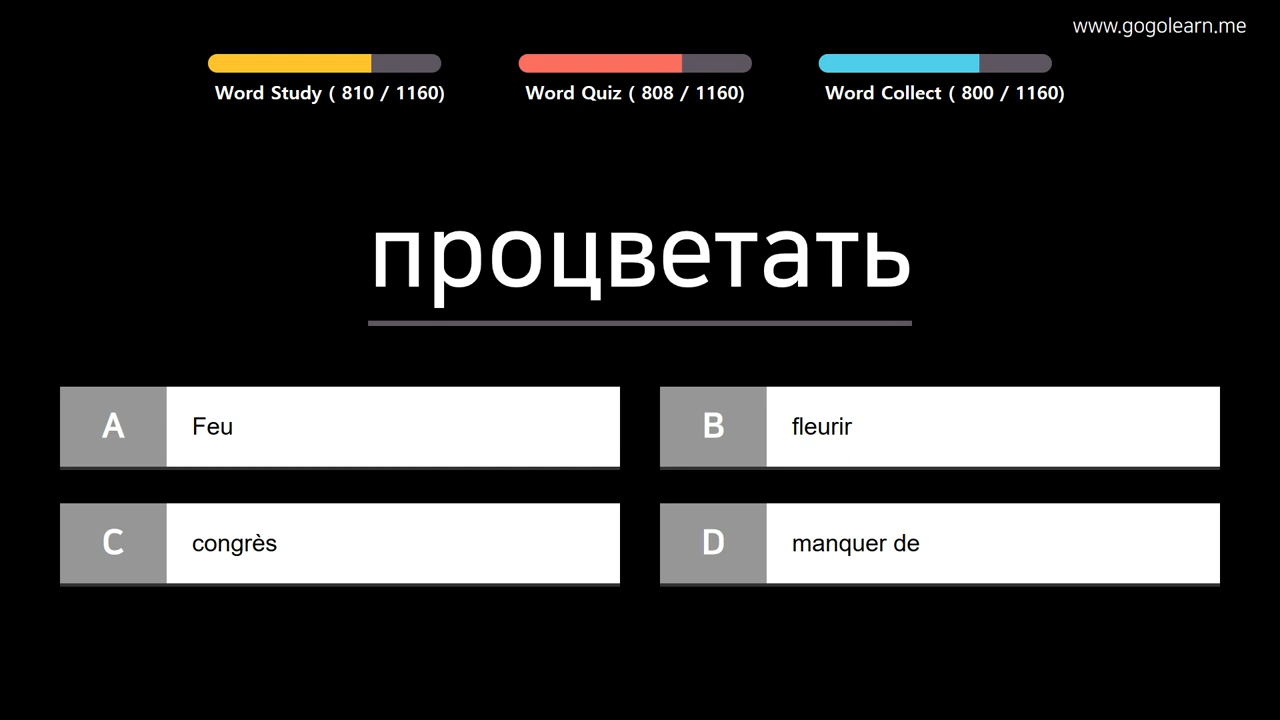 www.gogolearn.me
Word Study ( 810 / 1160)
Word Quiz ( 808 / 1160)
Word Collect ( 800 / 1160)
процветать
A Feu
B fleurir
C congrès
D manquer de